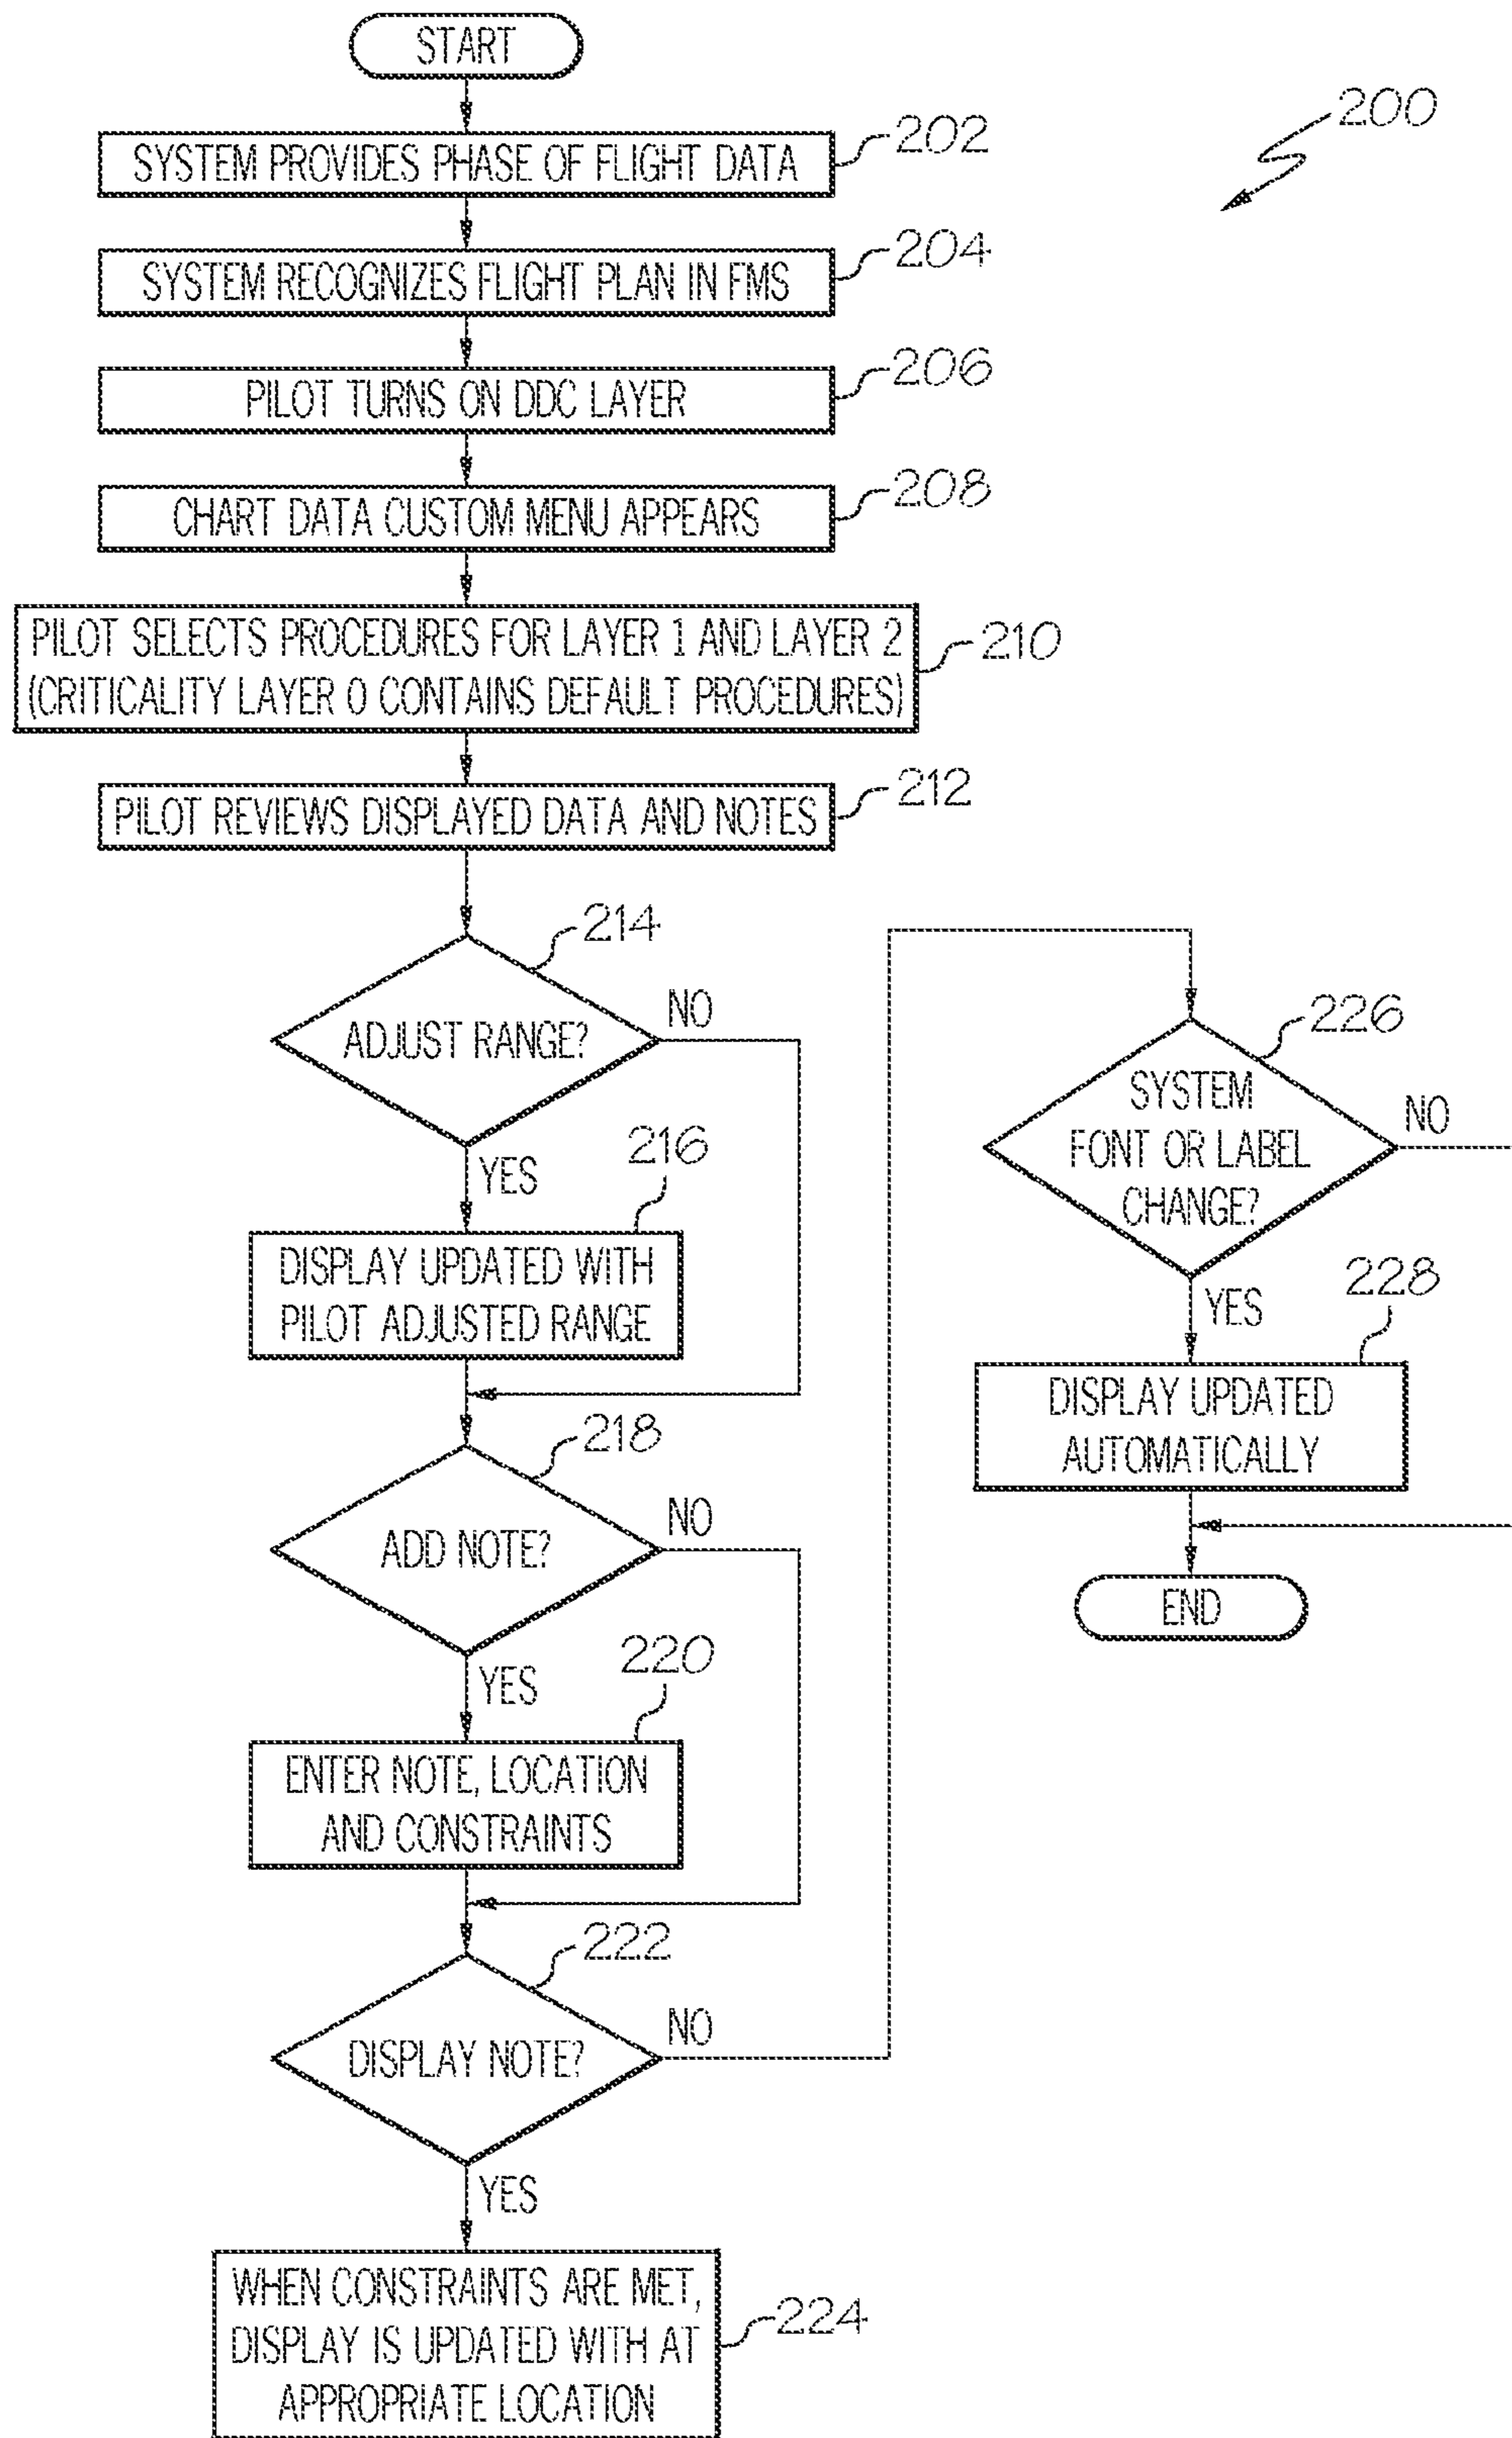 START
200
SYSTEM PROVIDES PHASE OF FLIGHT DATA
202
SYSTEM RECOGNIZES FLIGHT PLAN IN FMS
204
PILOT TURNS ON DDC LAYER
206
CHART DATA CUSTOM MENU APPEARS
208
PILOT SELECTS PROCEDURES FOR LAYER 1 AND LAYER 2
(CRITICALITY LAYER 0 CONTAINS DEFAULT PROCEDURES)
210
PILOT REVIEWS DISPLAYED DATA AND NOTES
212
214
ADJUST RANGE?
NO
YES
216
DISPLAY UPDATED WITH
PILOT ADJUSTED RANGE
218
ADD NOTE?
NO
YES
220
ENTER NOTE, LOCATION
AND CONSTRAINTS
222
DISPLAY NOTE?
NO
YES
WHEN CONSTRAINTS ARE MET,
DISPLAY IS UPDATED WITH AT
APPROPRIATE LOCATION
224
226
SYSTEM
FONT OR LABEL
CHANGE?
NO
YES
228
DISPLAY UPDATED
AUTOMATICALLY
END